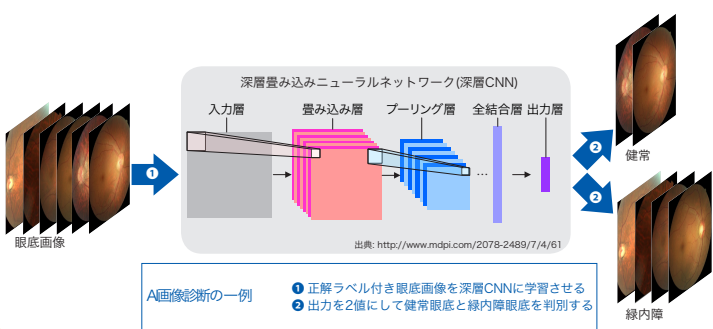 深層畳み込みニューラルネットワーク(深層CNN)
入力層 畳み込み層 プーリング層 全結合層 出力層
❶
…
❷
健常
❷
眼底画像
出典: http://www.mdpi.com/2078-2489/7/4/61
緑内障
AI画像診断の一例
❶ 正解ラベル付き眼底画像を深層CNNに学習させる
❷ 出力を2値にして健常眼底と緑内障眼底を判別する